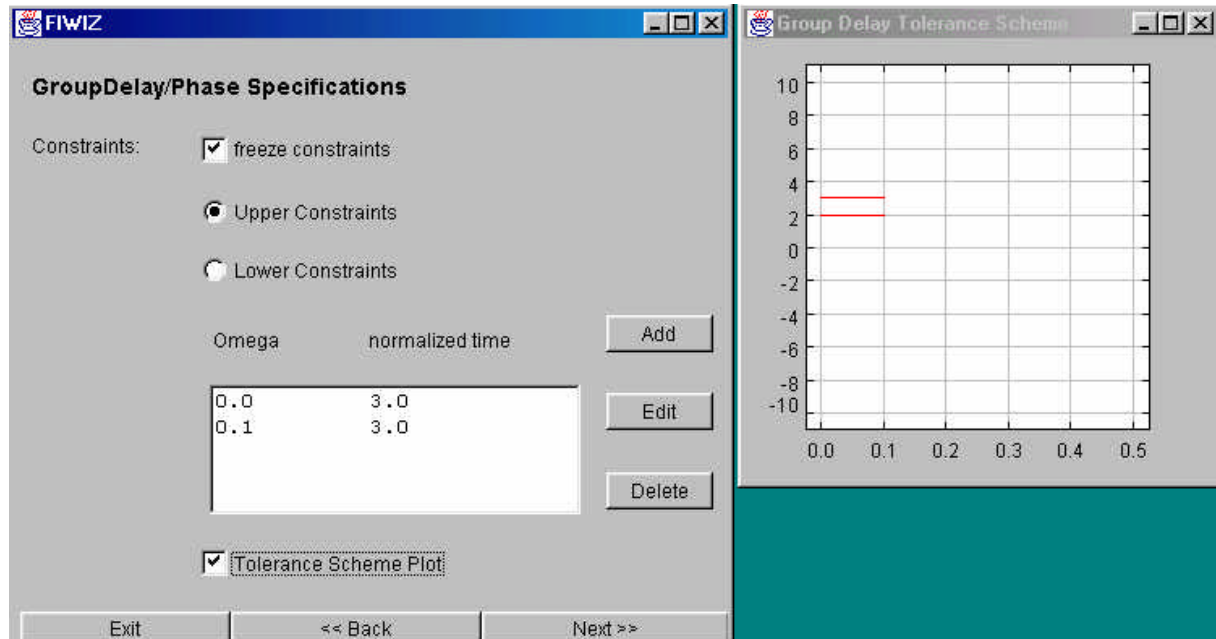 FIWIZ
GroupDelay/Phase Specifications
Constraints:
freeze constraints
Upper Constraints
Lower Constraints
Omega normalized time
Add
0.0 3.0
0.1 3.0
Edit
Delete
Tolerance Scheme Plot
Exit << Back Next >>
Group Delay Tolerance Scheme
10
8
6
4
2
0
-2
-4
-6
-8
-10
0.0 0.1 0.2 0.3 0.4 0.5